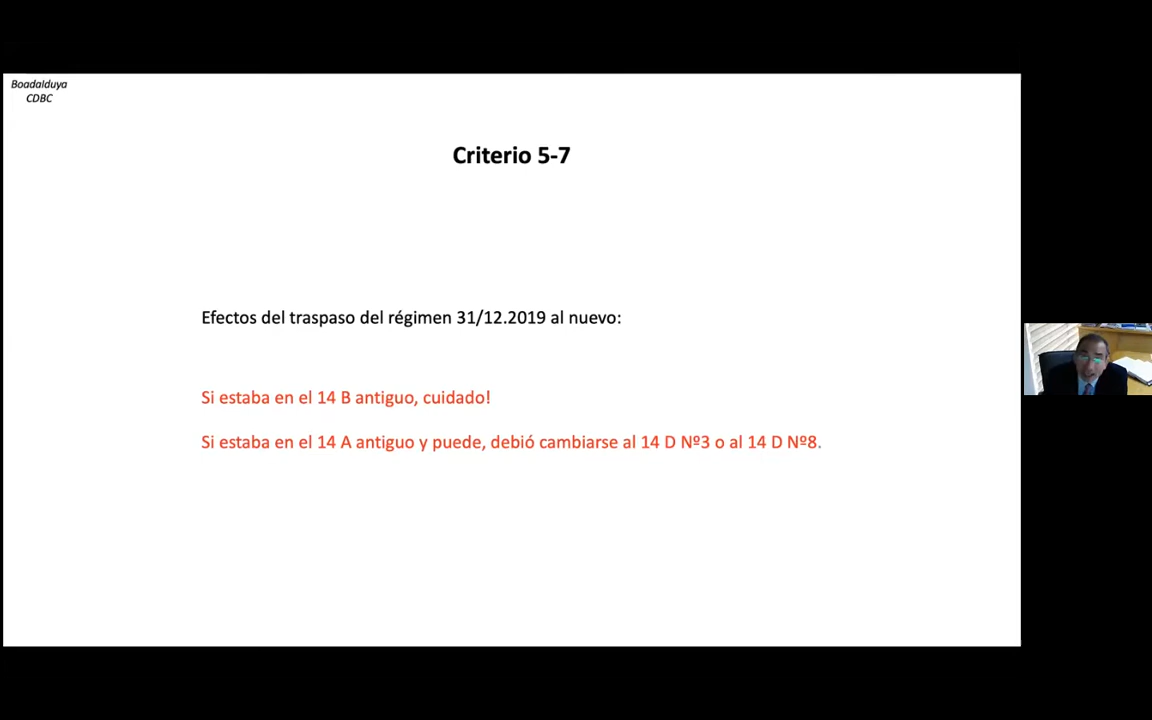 Boadalduya
CDBC
Criterio 5-7
Efectos del traspaso del régimen 31/12.2019 al nuevo:
Si estaba en el 14 B antiguo, cuidado!
Si estaba en el 14 A antiguo y puede, debió cambiarse al 14 D Nº3 o al 14 D Nº8.